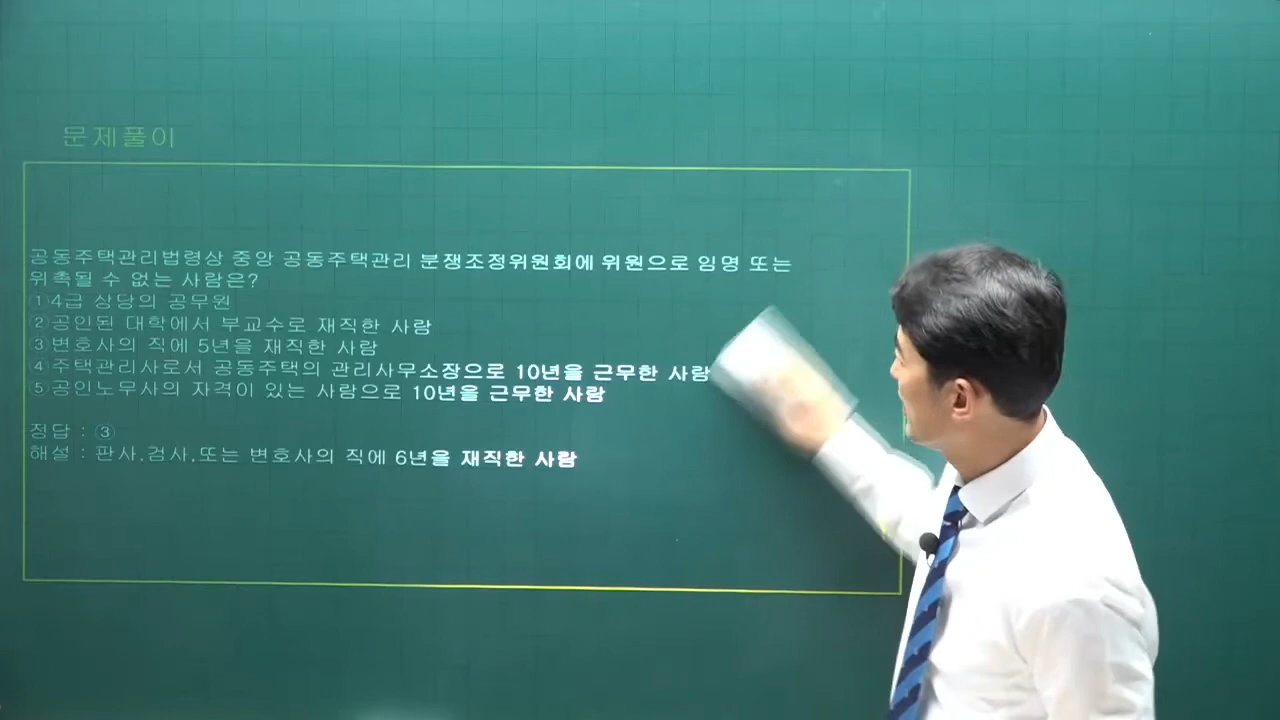 문제풀이
공동주택관리법령상 중앙 공동주택관리 분쟁조정위원회에 위원으로 임명 또는
위촉될 수 없는 사람은?
①4급 상당의 공무원
②공인된 대학에서 부교수로 재직한 사람
③변호사의 직에 5년을 재직한 사람
④주택관리사로서 공동주택의 관리사무소장으로 10년을 근무한 사람
⑤공인노무사의 자격이 있는 사람으로 10년을 근무한 사람
정답 : ③
해설 : 판사,검사,또는 변호사의 직에 6년을 재직한 사람